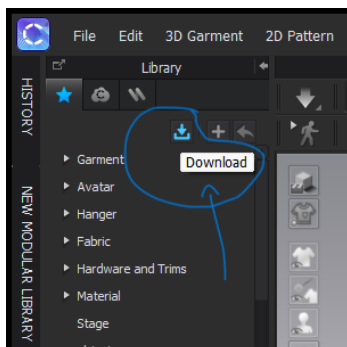 File Edit 3D Garment 2D Pattern
Library
HISTORY
NEW MODULAR LIBRARY
Garment
Download
Avatar
Hanger
Fabric
Hardware and Trims
Material
Stage